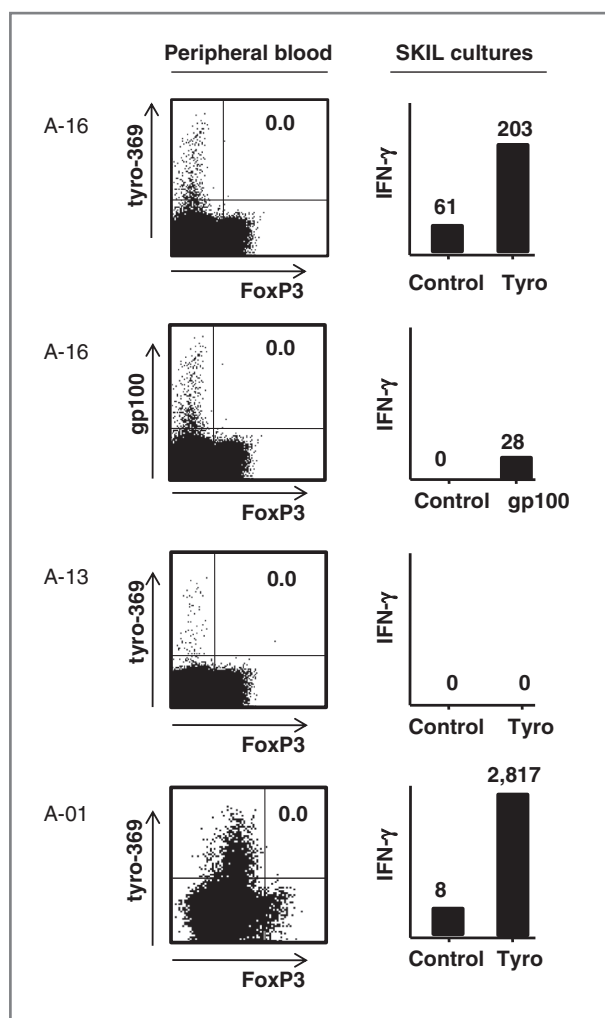 Peripheral blood SKIL cultures
A-16
tyro-369
0.0
FoxP3
IFN-γ
61
203
Control Tyro
A-16
gp100
0.0
FoxP3
IFN-γ
0
28
Control gp100
A-13
tyro-369
0.0
FoxP3
IFN-γ
0 0
Control Tyro
A-01
tyro-369
0.0
FoxP3
IFN-γ
8
2,817
Control Tyro